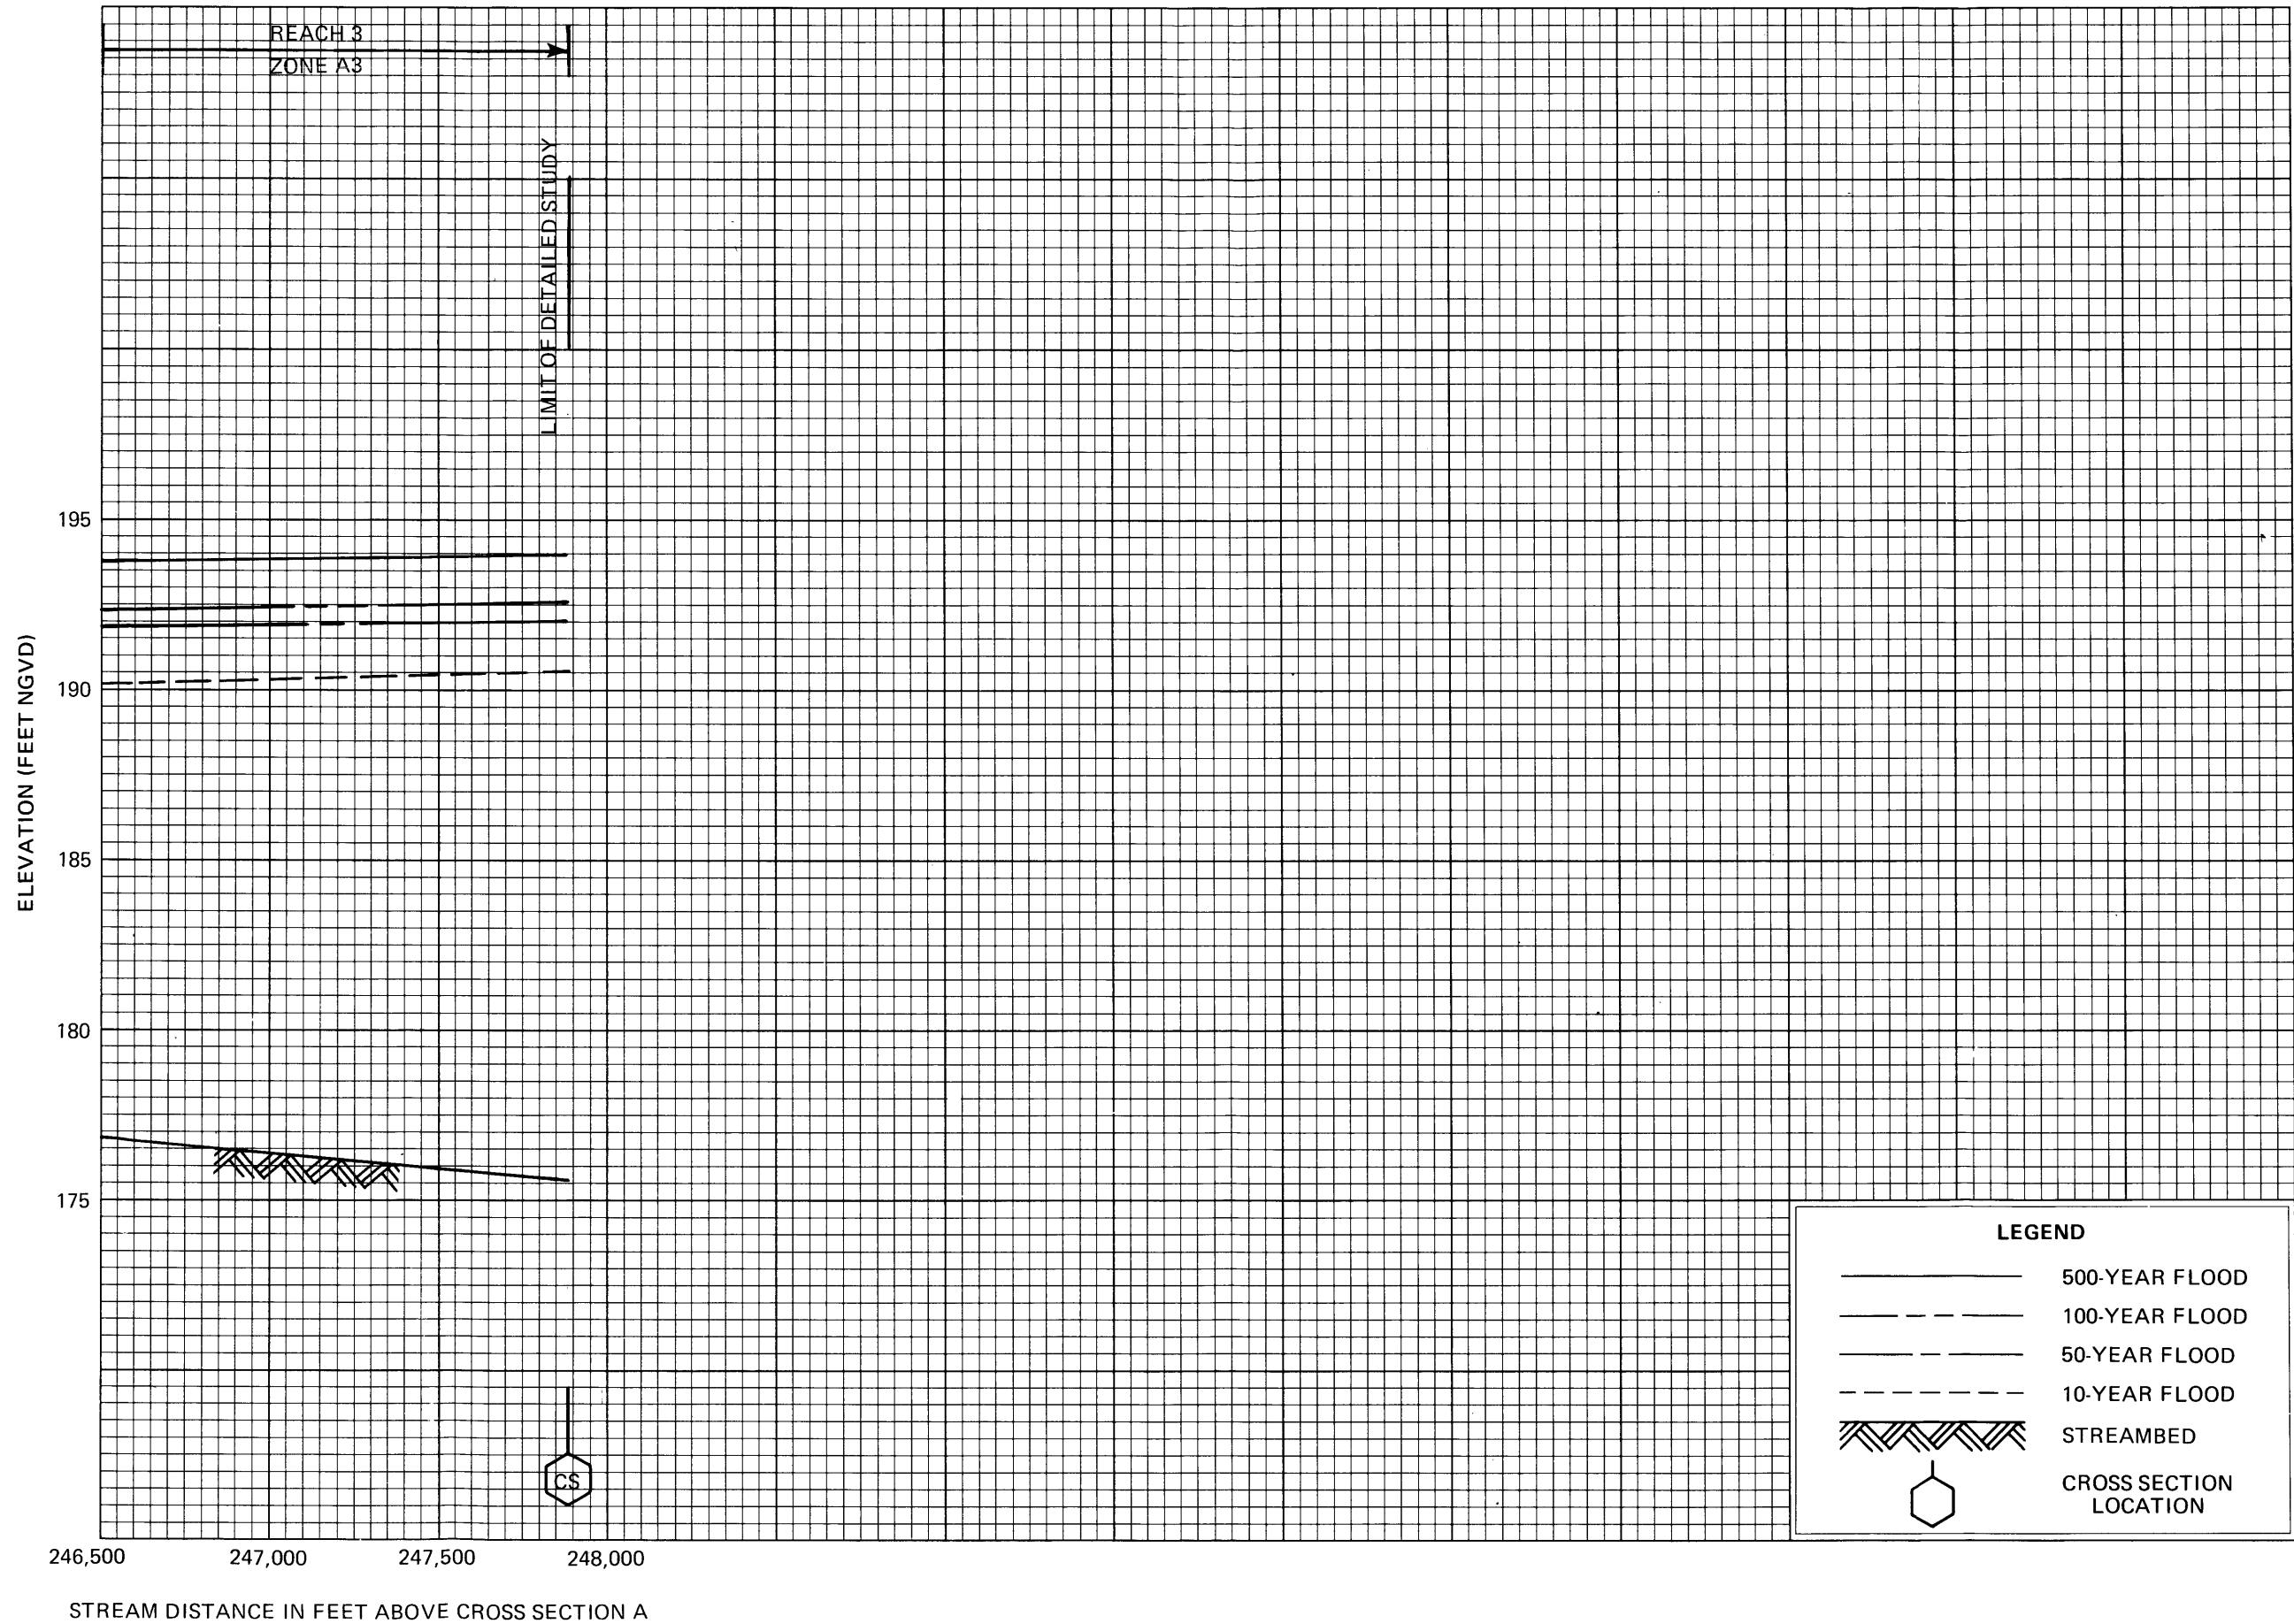 REACH 3
ZONE A3
LIMIT OF DETAILED STUDY
ELEVATION (FEET NGVD)
195
190
185
180
175
CS
LEGEND
500-YEAR FLOOD
100-YEAR FLOOD
50-YEAR FLOOD
10-YEAR FLOOD
STREAMBED
CROSS SECTION
LOCATION
246,500
247,000
247,500
248,000
STREAM DISTANCE IN FEET ABOVE CROSS SECTION A